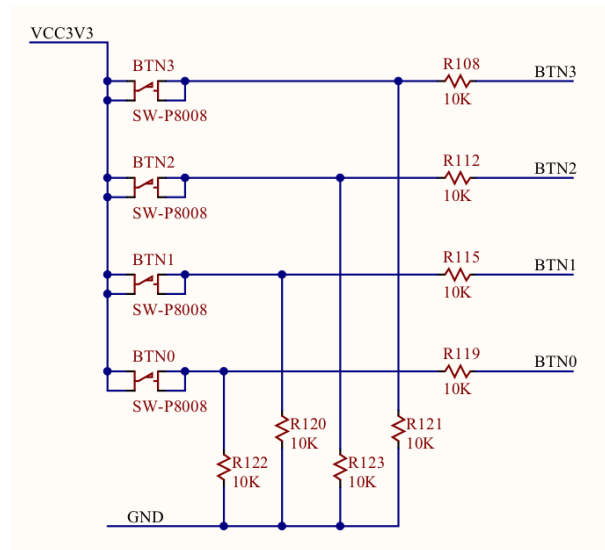 VCC3V3
BTN3
SW-P8008
R108
10K
BTN3
BTN2
SW-P8008
R112
10K
BTN2
BTN1
SW-P8008
R115
10K
BTN1
BTN0
SW-P8008
R119
10K
BTN0
R120
10K
R121
10K
R122
10K
R123
10K
GND